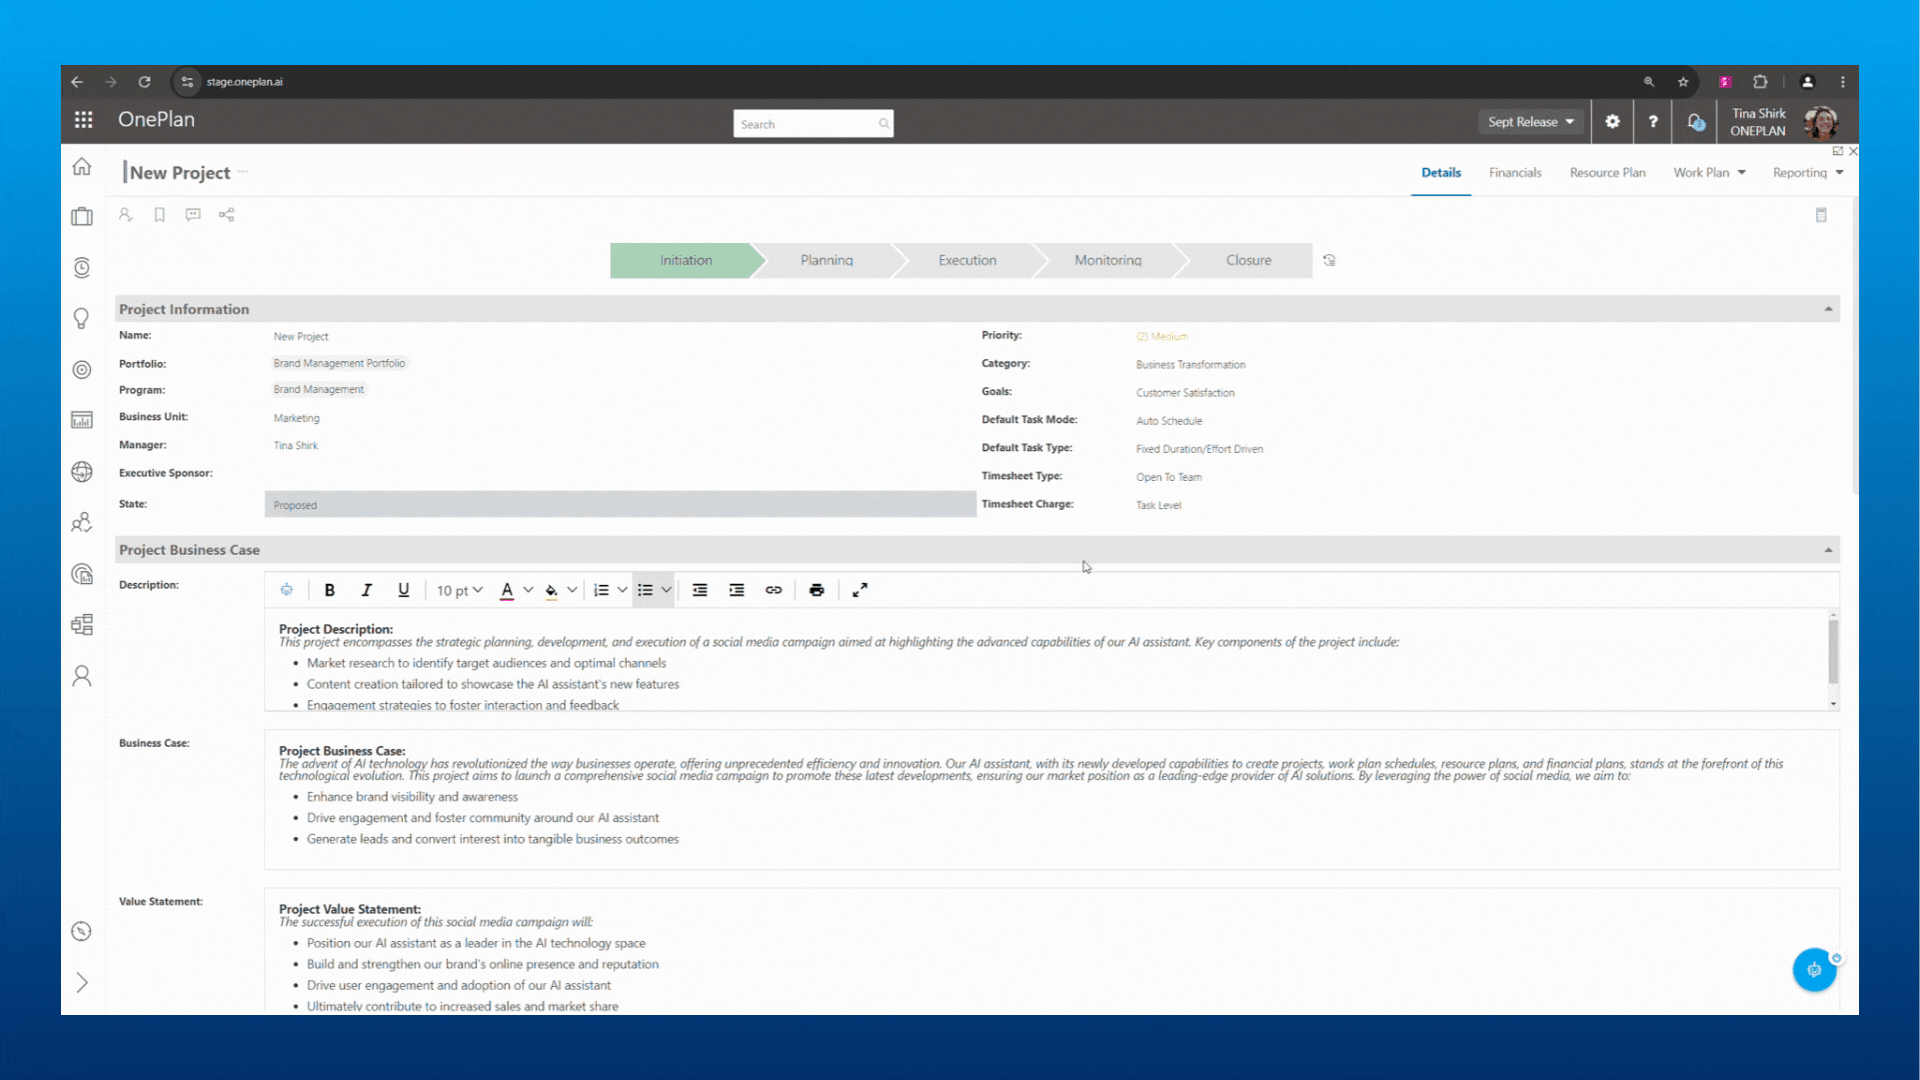 stage.oneplan.ai
OnePlan
Search
Sept Release
?
3
Tina Shirk
ONEPLAN
New Project
Details
Financials
Resource Plan
Work Plan
Reporting
Initiation
Planning
Execution
Monitoring
Closure
Project Information
Name: New Project
Portfolio: Brand Management Portfolio
Program: Brand Management
Business Unit: Marketing
Manager: Tina Shirk
Executive Sponsor:
State: Proposed
Priority: (2) Medium
Category: Business Transformation
Goals: Customer Satisfaction
Default Task Mode: Auto Schedule
Default Task Type: Fixed Duration/Effort Driven
Timesheet Type: Open To Team
Timesheet Charge: Task Level
Project Business Case
Description:
B I U 10 pt A
Project Description:
This project encompasses the strategic planning, development, and execution of a social media campaign aimed at highlighting the advanced capabilities of our AI assistant. Key components of the project include:
• Market research to identify target audiences and optimal channels
• Content creation tailored to showcase the AI assistant's new features
• Engagement strategies to foster interaction and feedback
Business Case:
Project Business Case:
The advent of AI technology has revolutionized the way businesses operate, offering unprecedented efficiency and innovation. Our AI assistant, with its newly developed capabilities to create projects, work plan schedules, resource plans, and financial plans, stands at the forefront of this
technological evolution. This project aims to launch a comprehensive social media campaign to promote these latest developments, ensuring our market position as a leading-edge provider of AI solutions. By leveraging the power of social media, we aim to:
• Enhance brand visibility and awareness
• Drive engagement and foster community around our AI assistant
• Generate leads and convert interest into tangible business outcomes
Value Statement:
Project Value Statement:
The successful execution of this social media campaign will:
• Position our AI assistant as a leader in the AI technology space
• Build and strengthen our brand's online presence and reputation
• Drive user engagement and adoption of our AI assistant
• Ultimately contribute to increased sales and market share